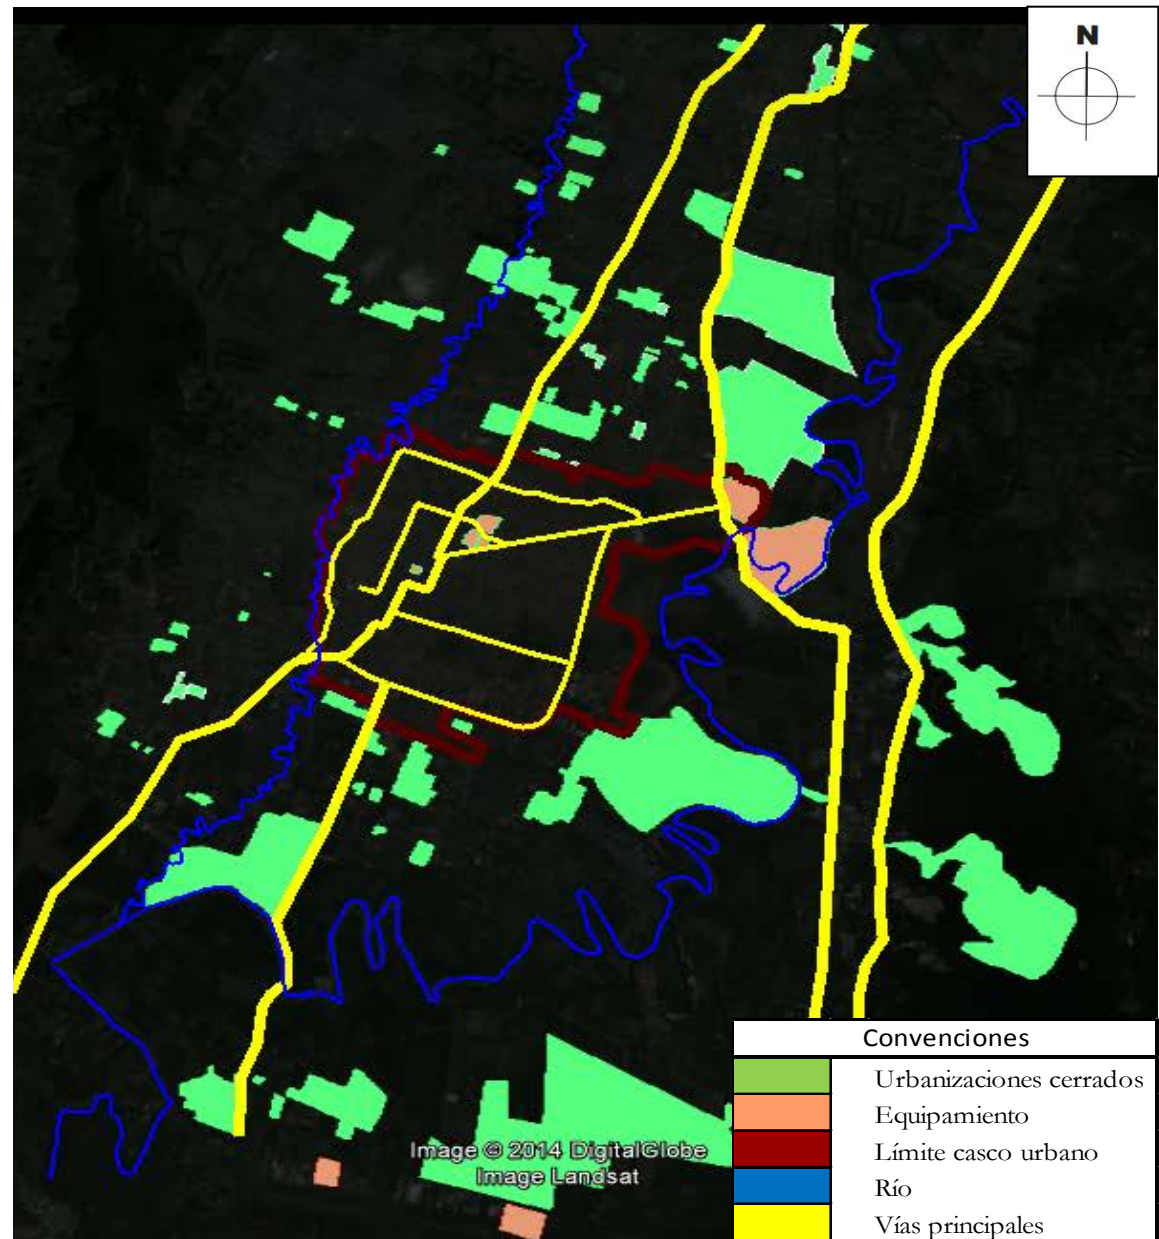 N
Image © 2014 DigitalGlobe
Image Landsat
Convenciones
Urbanizaciones cerrados
Equipamiento
Límite casco urbano
Río
Vías principales